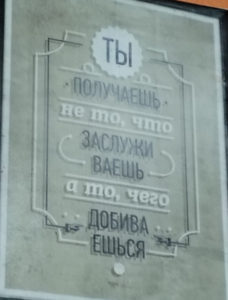 ТЫ
ПОЛУЧАЕШЬ
не то, что
ЗАСЛУЖИ
ВАЕШЬ
а то, чего
ДОБИВА
ЕШЬСЯ